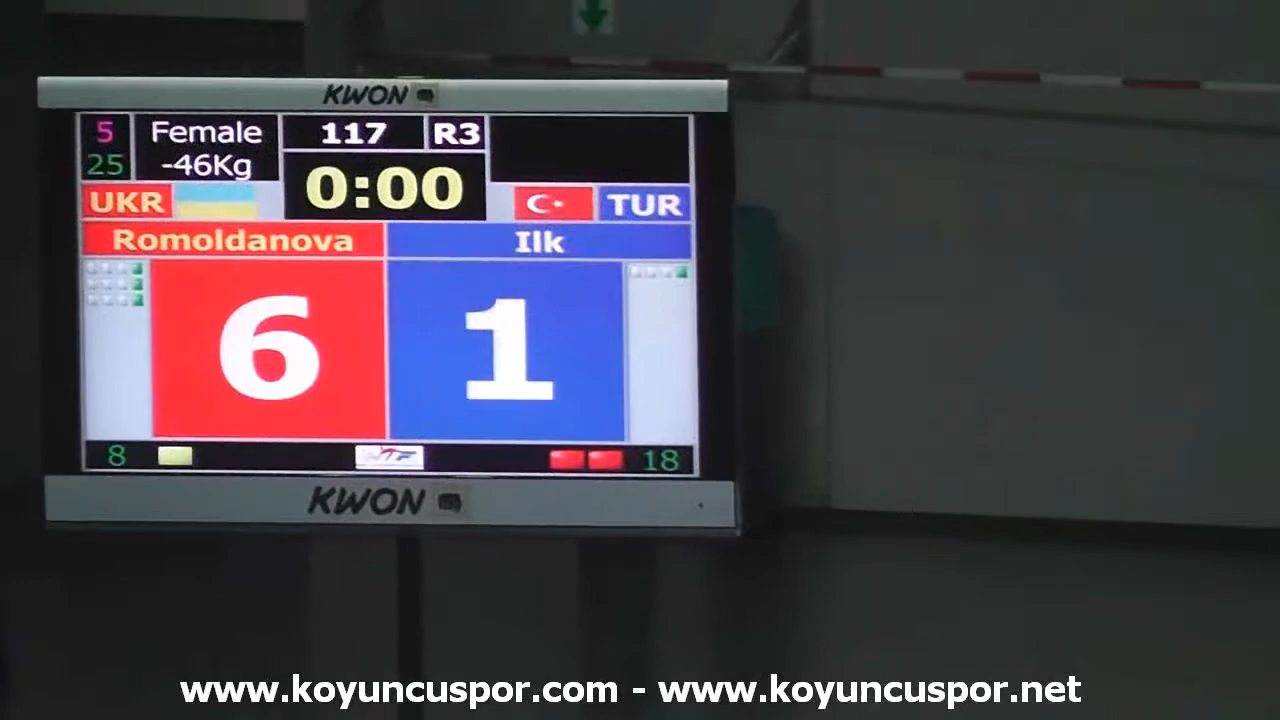 KWON
5 Female 117 R3
25 -46Kg 0:00
UKR TUR
Romoldanova Ilk
6 1
8 WTF 18
KWON
www.koyuncuspor.com - www.koyuncuspor.net